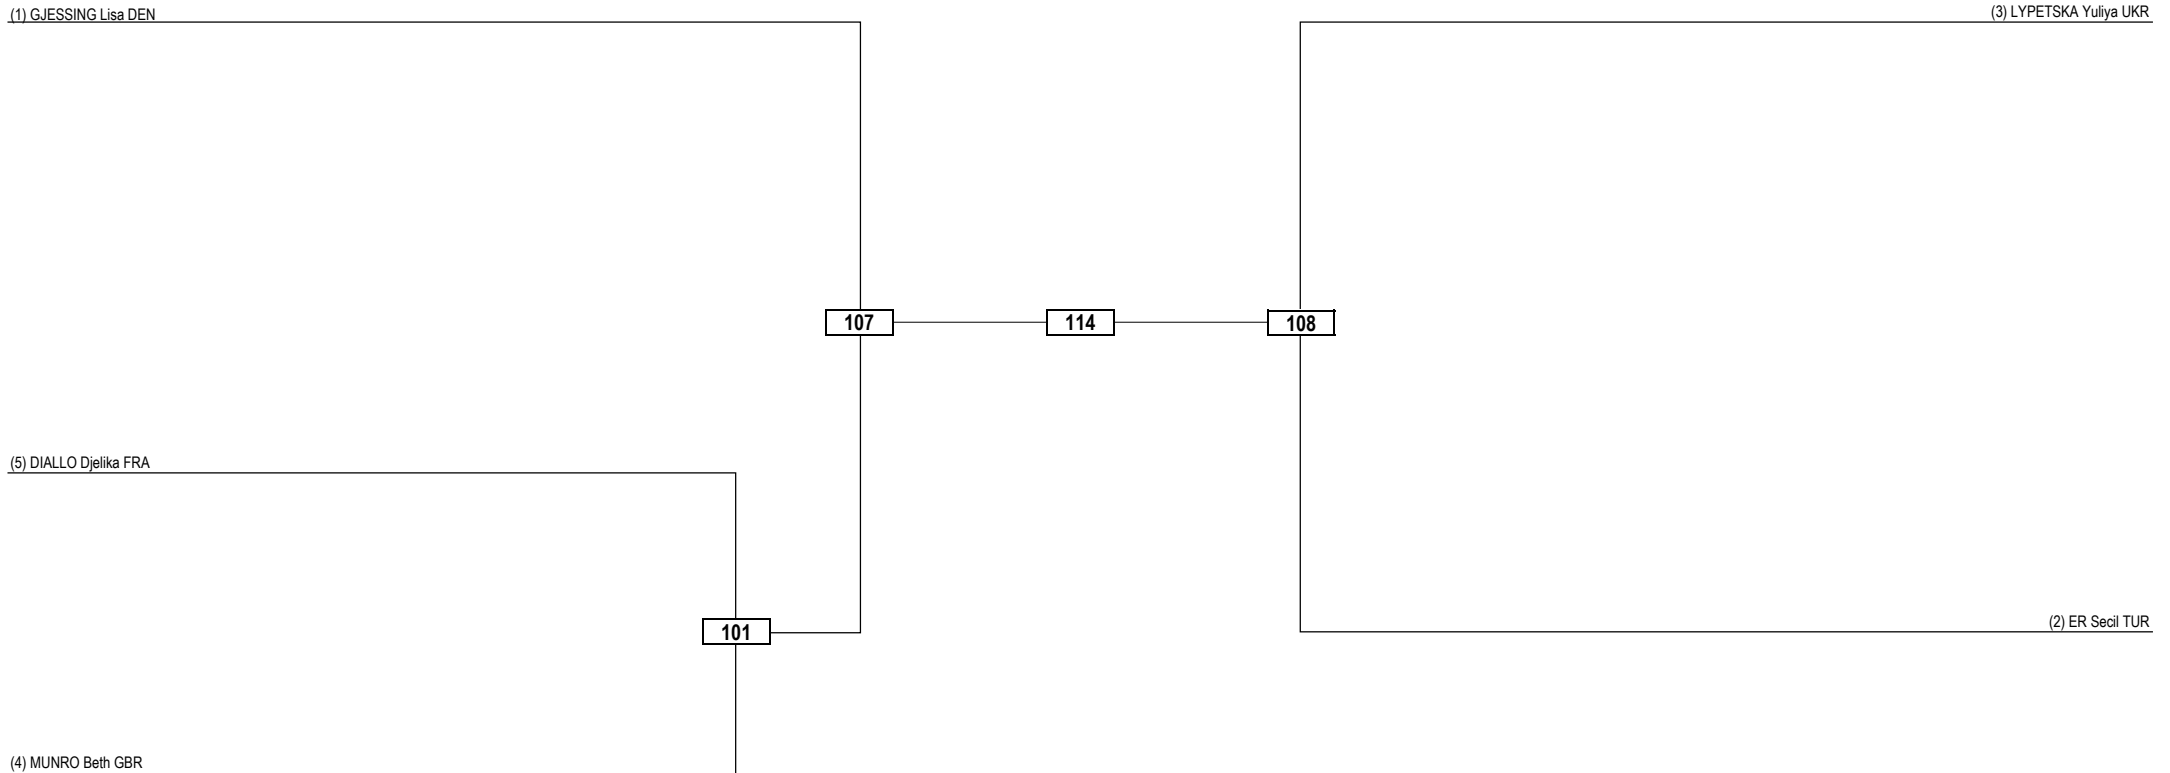 (1) GJESSING Lisa DEN
(3) LYPETSKA Yuliya UKR
107
114
108
(5) DIALLO Djelika FRA
101
(2) ER Secil TUR
(4) MUNRO Beth GBR